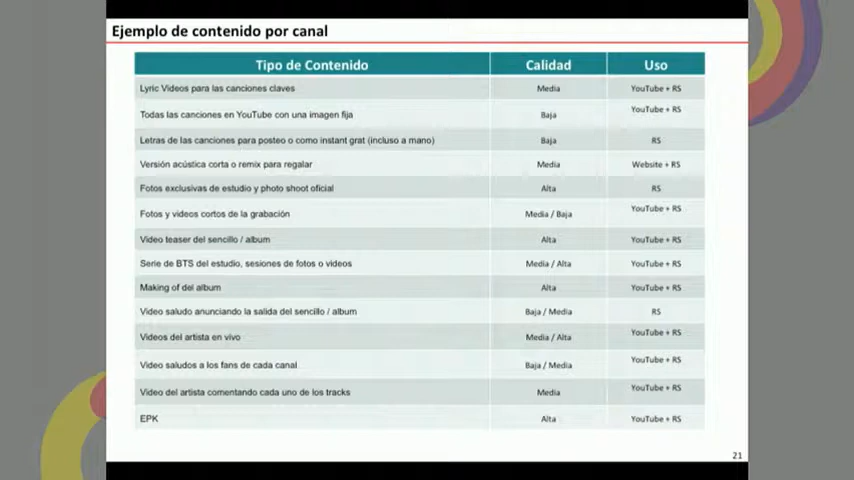 Ejemplo de contenido por canal
Tipo de Contenido Calidad Uso
Lyric Videos para las canciones claves Media YouTube + RS
Todas las canciones en YouTube con una imagen fija Baja YouTube + RS
Letras de las canciones para posteo o como instant grat (incluso a mano) Baja RS
Versión acústica corta o remix para regalar Media Website + RS
Fotos exclusivas de estudio y photo shoot oficial Alta RS
Fotos y videos cortos de la grabación Media / Baja YouTube + RS
Video teaser del sencillo / album Alta YouTube + RS
Serie de BTS del estudio, sesiones de fotos o videos Media / Alta YouTube + RS
Making of del album Alta YouTube + RS
Video saludo anunciando la salida del sencillo / album Baja / Media RS
Videos del artista en vivo Media / Alta YouTube + RS
Video saludos a los fans de cada canal Baja / Media YouTube + RS
Video del artista comentando cada uno de los tracks Media YouTube + RS
EPK Alta YouTube + RS
21